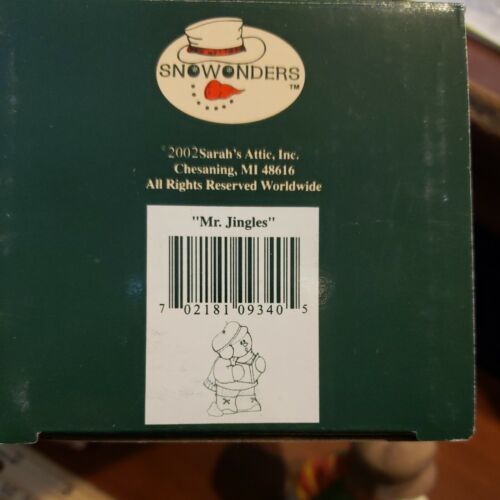 SNOWONDERS
TM
©2002Sarah's Attic, Inc.
Chesaning, MI 48616
All Rights Reserved Worldwide
"Mr. Jingles"
7 02181 09340 5